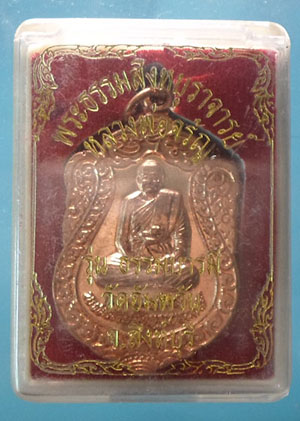 พระธรรมสิงหบุราจารย์
หลวงพ่อจรัญ
รุ่น
วัดอัมพวัน
จ.สิงห์บุรี